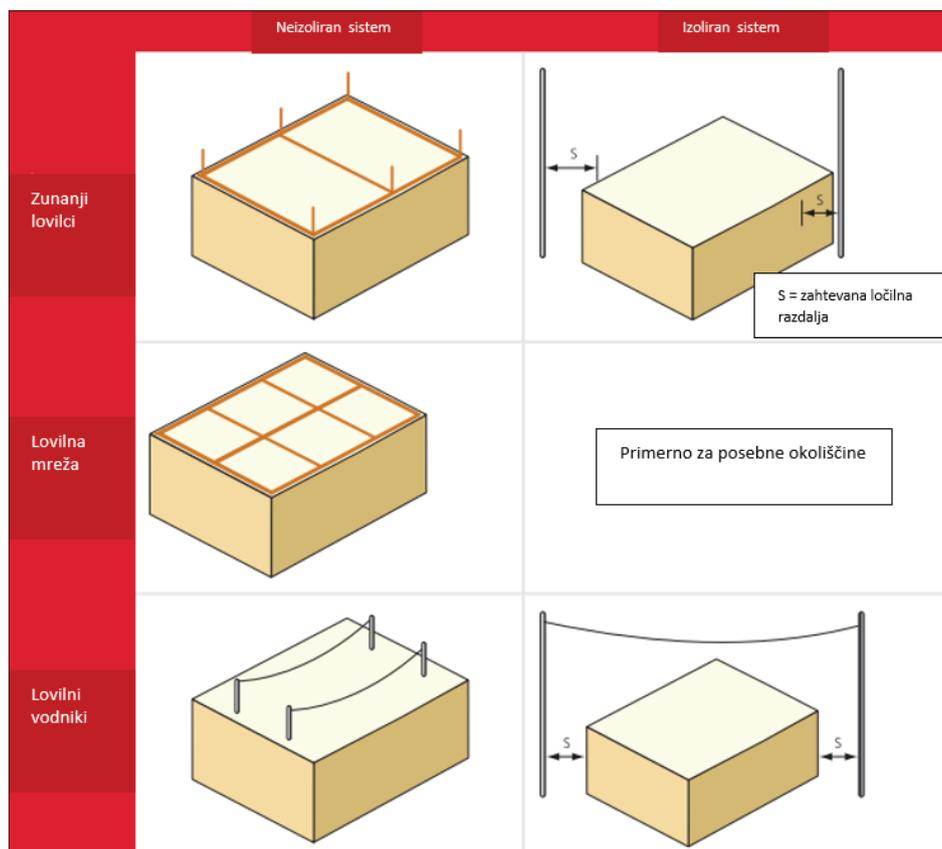 Neizoliran sistem
Izoliran sistem
Zunanji
lovilci
S
S
S = zahtevana ločilna
razdalja
Lovilna
mreža
Primerno za posebne okoliščine
Lovilni
vodniki
S
S